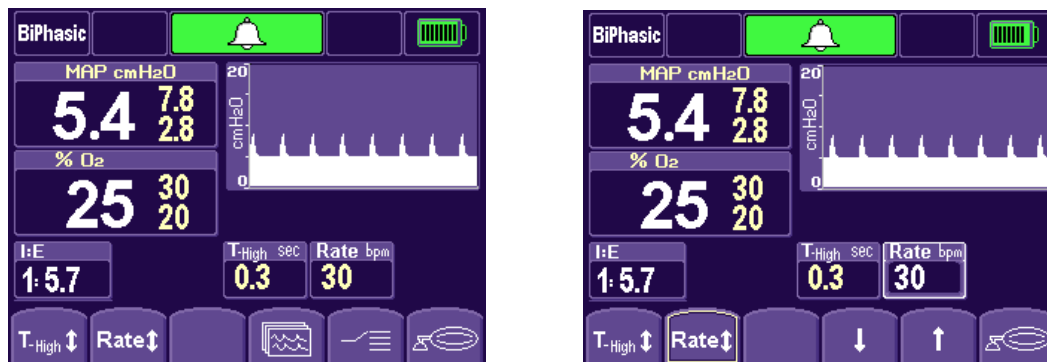 BiPhasic
MAP cmH2O
5.4 7.8
2.8
20
cmH2O
0
% O2
25 30
20
I:E
1: 5.7
T-High sec
0.3
Rate bpm
30
T-High Rate
BiPhasic
MAP cmH2O
5.4 7.8
2.8
20
cmH2O
0
% O2
25 30
20
I:E
1: 5.7
T-High sec
0.3
Rate bpm
30
T-High Rate